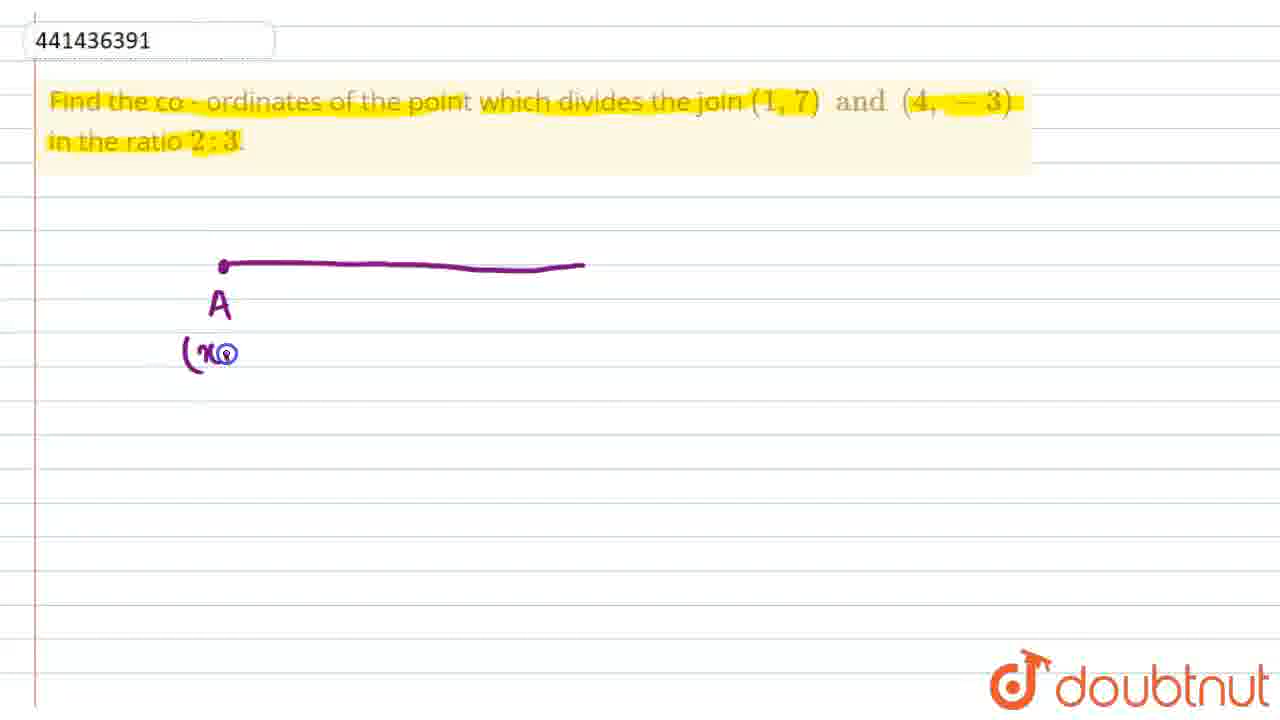 441436391
Find the co - ordinates of the point which divides the join (1, 7) and (4, − 3)
in the ratio 2 : 3.
A
(x
doubtnut